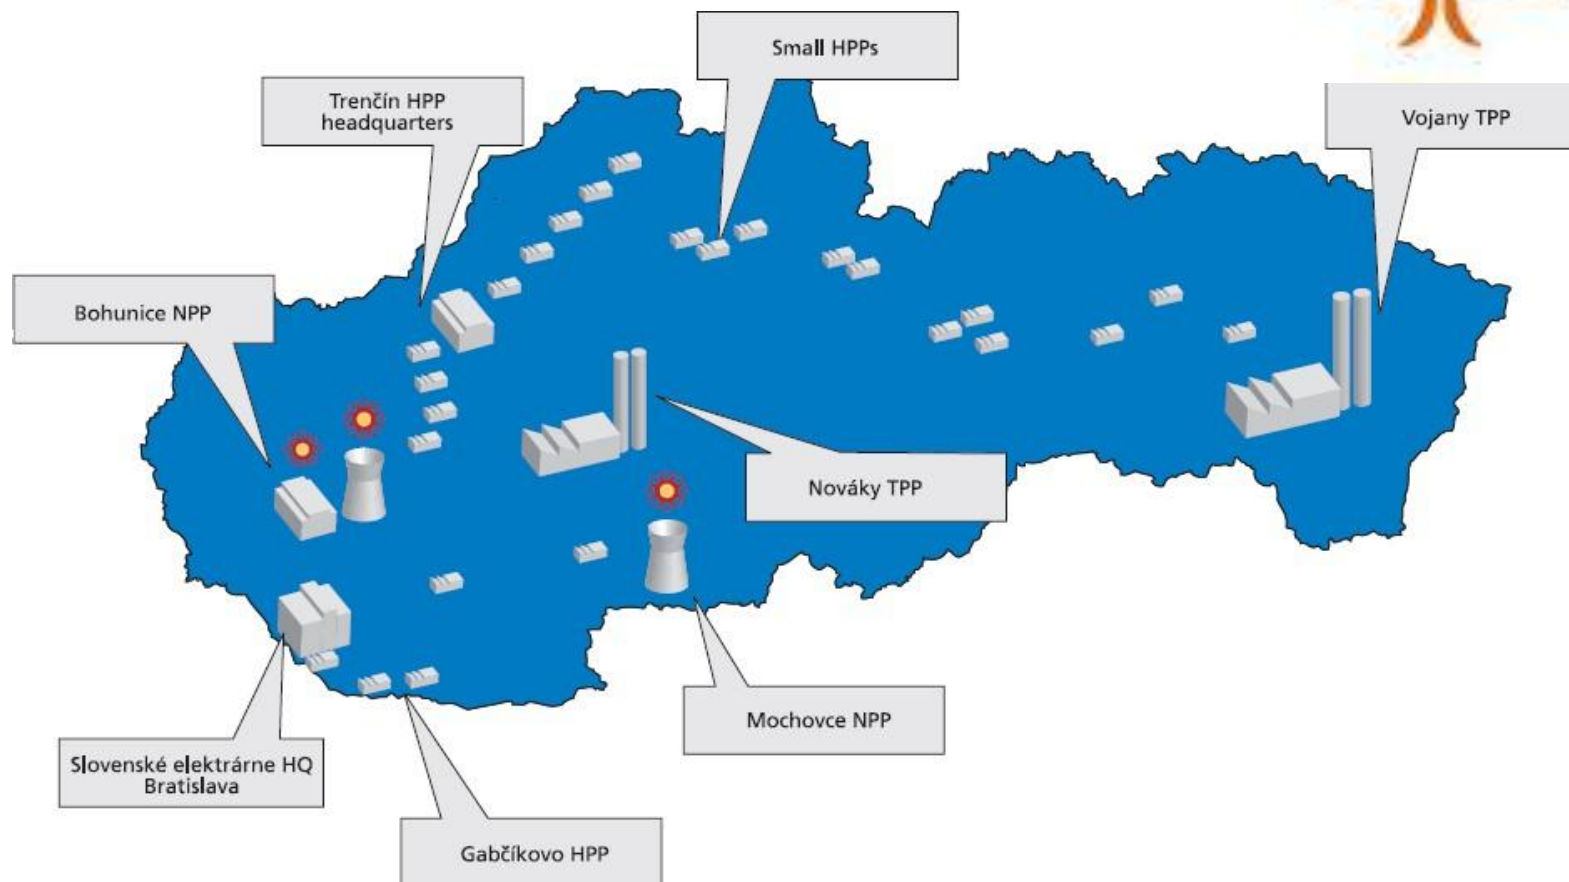 Small HPPs
Trenčín HPP
headquarters
Vojany TPP
Bohunice NPP
Nováky TPP
Mochovce NPP
Slovenské elektrárne HQ
Bratislava
Gabčíkovo HPP